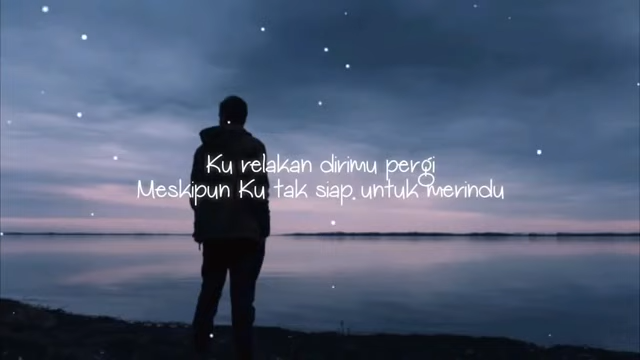 Ku relakan dirimu pergi
Meskipun Ku tak siap untuk merindu